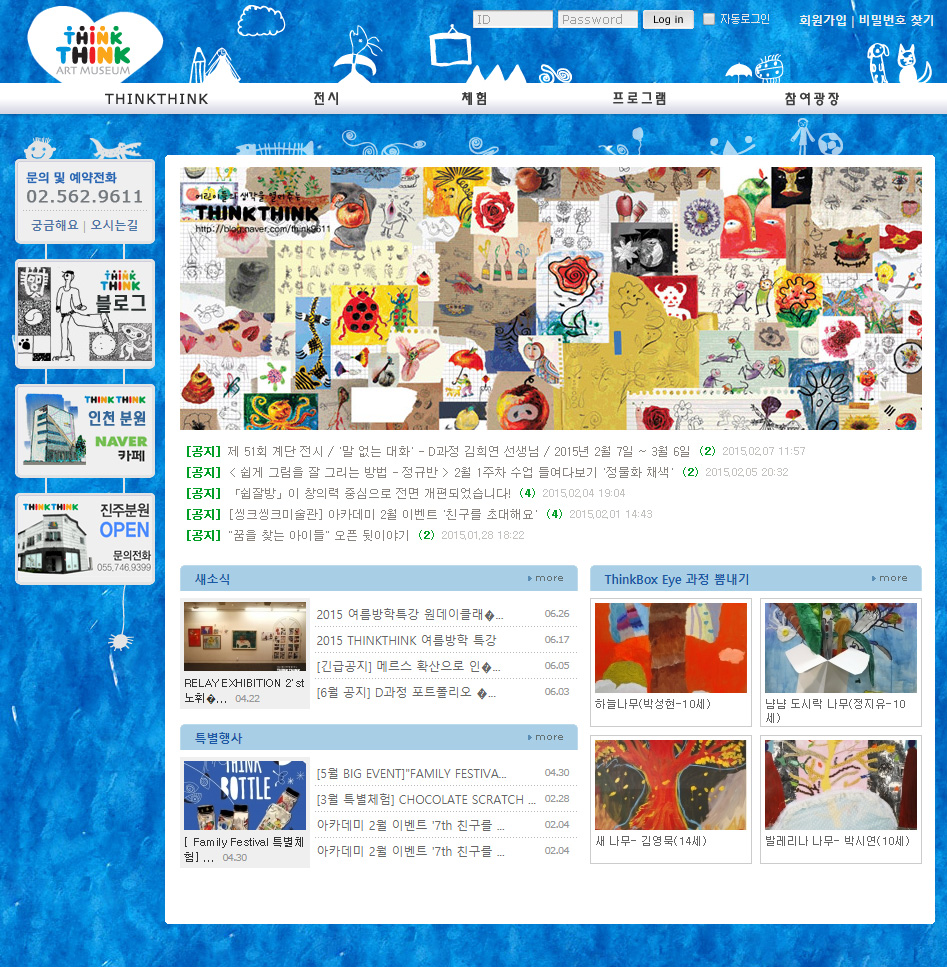 THINK
THINK
ART MUSEUM
ID
Password
Log in
자동로그인
회원가입 | 비밀번호 찾기
THINKTHINK
전시
체험
프로그램
참여광장
문의 및 예약전화
02.562.9611
궁금해요 | 오시는길
THINK
THINK
블로그
THINK THINK
인천 분원
NAVER
카페
THINK THINK
진주분원
OPEN
문의전화
055.746.9399
THINK THINK
http://blog.naver.com/think9611
[공지] 제 51회 계단 전시 / '말 없는 대화' - D과정 김희연 선생님 / 2015년 2월 7일 ~ 3월 6일 (2) 2015.02.07 11:57
[공지] < 쉽게 그림을 잘 그리는 방법 - 정규반 > 2월 1주차 수업 들여다보기 '정물화 채색' (2) 2015.02.05 20:32
[공지] 「쉽잘방」이 창의력 중심으로 전면 개편되었습니다! (4) 2015.02.04 19:04
[공지] [씽크씽크미술관] 아카데미 2월 이벤트 '친구를 초대해요' (4) 2015.02.01 14:43
[공지] "꿈을 찾는 아이들" 오픈 뒷이야기 (2) 2015.01.28 18:22
새소식
more
RELAY EXHIBITION 2'st
노휘�... 04.22
2015 여름방학특강 원데이클래�... 06.26
2015 THINKTHINK 여름방학 특강 06.17
[긴급공지] 메르스 확산으로 인�... 06.05
[6월 공지] D과정 포트폴리오 �... 06.03
특별행사
more
THINK
BOTTLE
[ Family Festival 특별체
험] ... 04.30
[5월 BIG EVENT]"FAMILY FESTIVA... 04.30
[3월 특별체험] CHOCOLATE SCRATCH ... 02.28
아카데미 2월 이벤트 '7th 친구를 ... 02.04
아카데미 2월 이벤트 '7th 친구를 ... 02.04
ThinkBox Eye 과정 뽐내기
more
하늘나무(박성현-10세)
냠냠 도시락 나무(정지유-10
세)
새 나무- 김영묵(14세)
발레리나 나무- 박시연(10세)